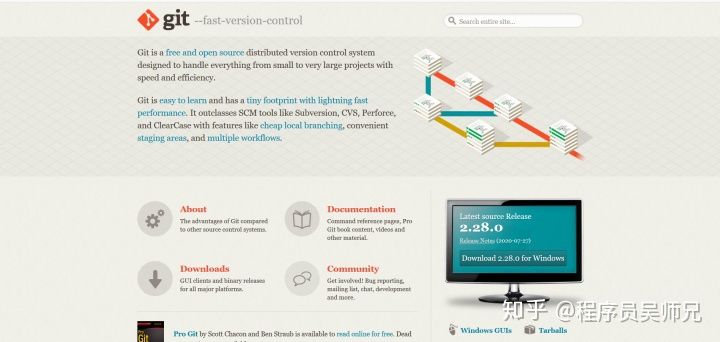 git --fast-version-control
Search entire site...
Git is a free and open source distributed version control system
designed to handle everything from small to very large projects with
speed and efficiency.
Git is easy to learn and has a tiny footprint with lightning fast
performance. It outclasses SCM tools like Subversion, CVS, Perforce,
and ClearCase with features like cheap local branching, convenient
staging areas, and multiple workflows.
About
The advantages of Git compared
to other source control systems.
Documentation
Command reference pages, Pro
Git book content, videos and
other material.
Downloads
GUI clients and binary releases
for all major platforms.
Community
Get involved! Bug reporting,
mailing list, chat, development
and more.
Latest source Release
2.28.0
Release Notes (2020-07-27)
Download 2.28.0 for Windows
Windows GUIs
Tarballs
Git
Pro Git by Scott Chacon and Ben Straub is available to read online for free. Dead
知乎 @程序员吴师兄